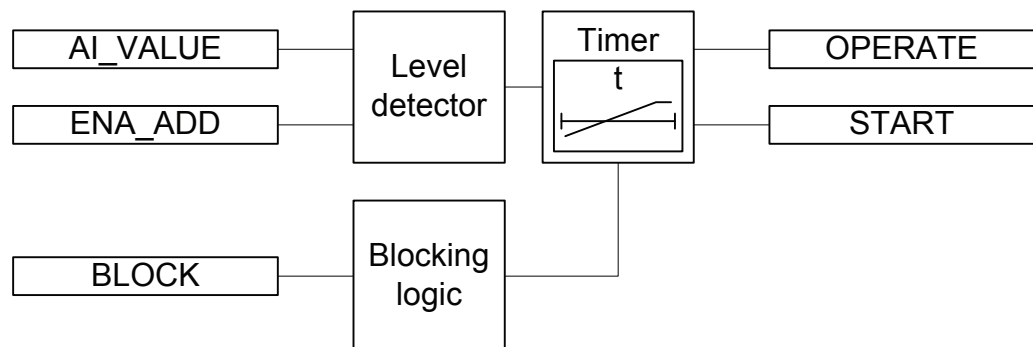 AI_VALUE
ENA_ADD
Level
detector
Timer
t
OPERATE
START
BLOCK
Blocking
logic